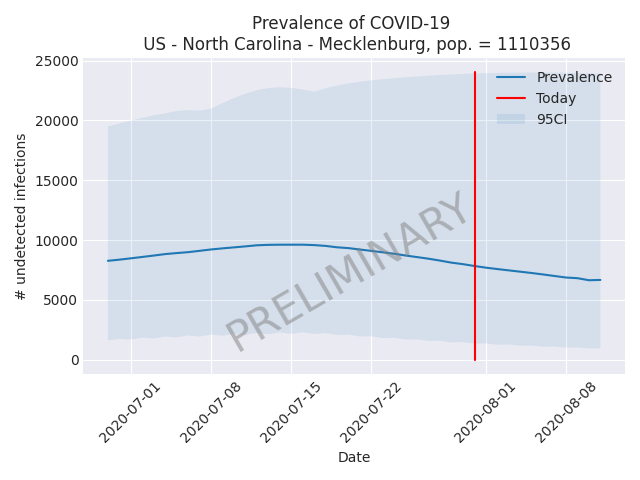 Prevalence of COVID-19
US - North Carolina - Mecklenburg, pop. = 1110356
25000
20000
15000
10000
5000
0
# undetected infections
Prevalence
Today
95CI
PRELIMINARY
2020-07-01
2020-07-08
2020-07-15
2020-07-22
2020-08-01
2020-08-08
Date